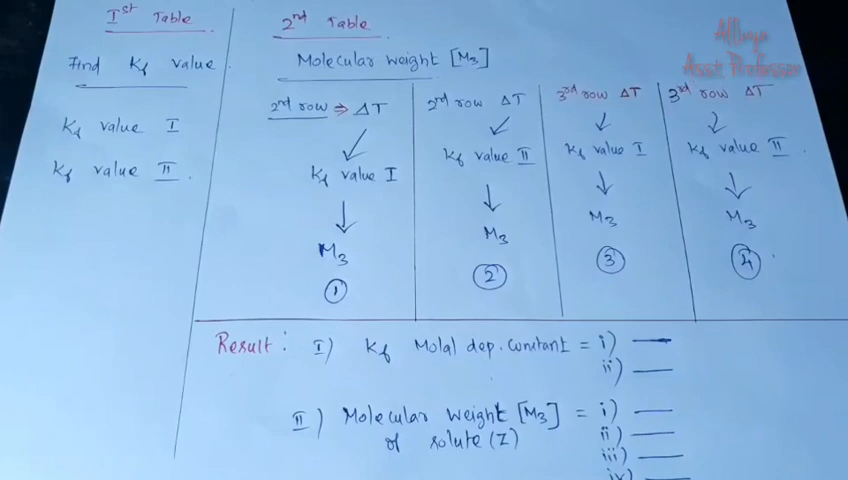 Ist Table
Find Kf value.
Kf value I
Kf value II.
2nd Table
Molecular weight [M3]
2nd row ⇒ ΔT
Kf value I
M3
1
2nd row ΔT
Kf value II
M3
2
3rd row ΔT
Kf value I
M3
3
3rd row ΔT
Kf value II.
M3
4
Result: I) Kf Molal dep. constant = i) —
ii) —
II) Molecular weight [M3] = i) —
of solute (Z) ii) —
iii) —
iv) —
Asst Professor